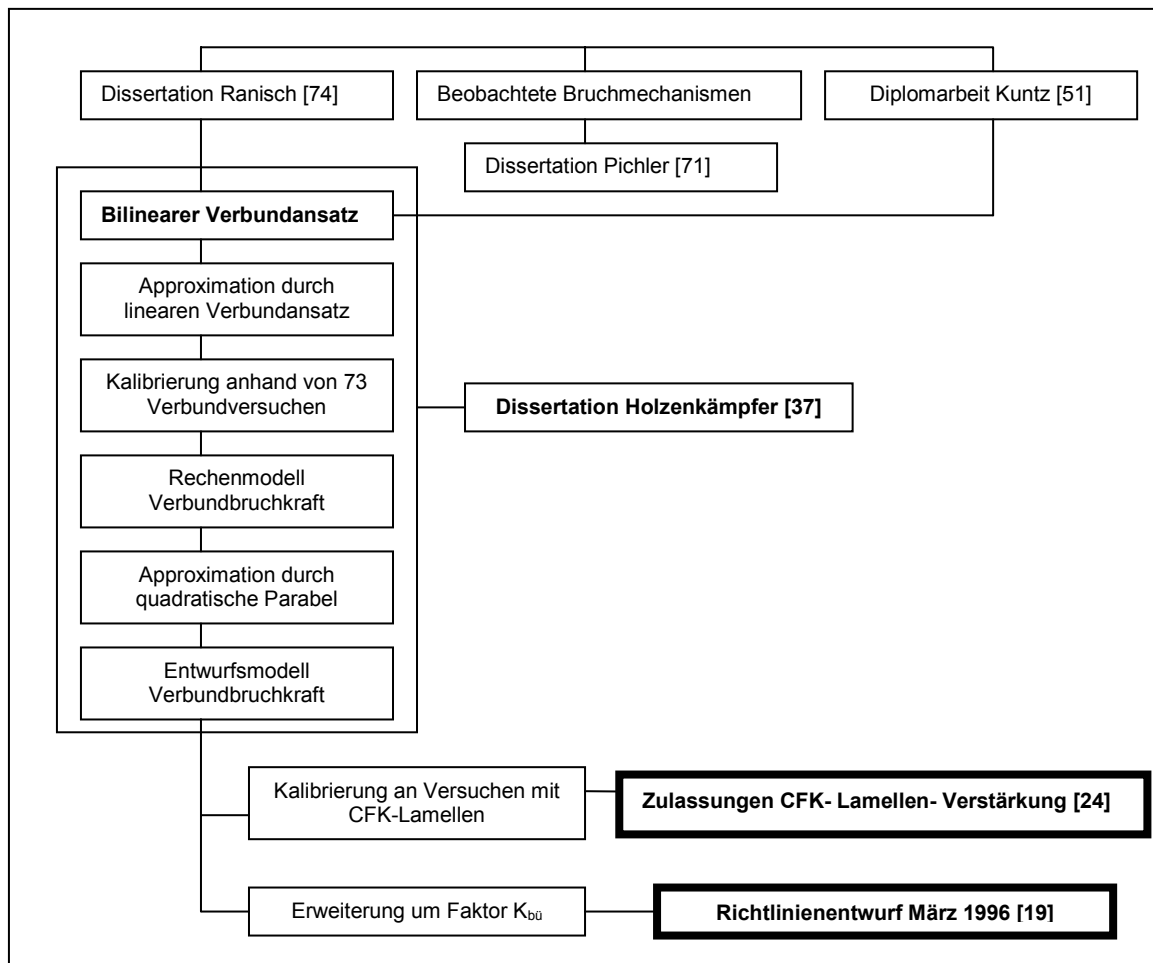 Dissertation Ranisch [74]
Beobachtete Bruchmechanismen
Diplomarbeit Kuntz [51]
Dissertation Pichler [71]
Bilinearer Verbundansatz
Approximation durch
linearen Verbundansatz
Kalibrierung anhand von 73
Verbundversuchen
Dissertation Holzenkämpfer [37]
Rechenmodell
Verbundbruchkraft
Approximation durch
quadratische Parabel
Entwurfsmodell
Verbundbruchkraft
Kalibrierung an Versuchen mit
CFK-Lamellen
Zulassungen CFK- Lamellen- Verstärkung [24]
Erweiterung um Faktor Kbü
Richtlinienentwurf März 1996 [19]